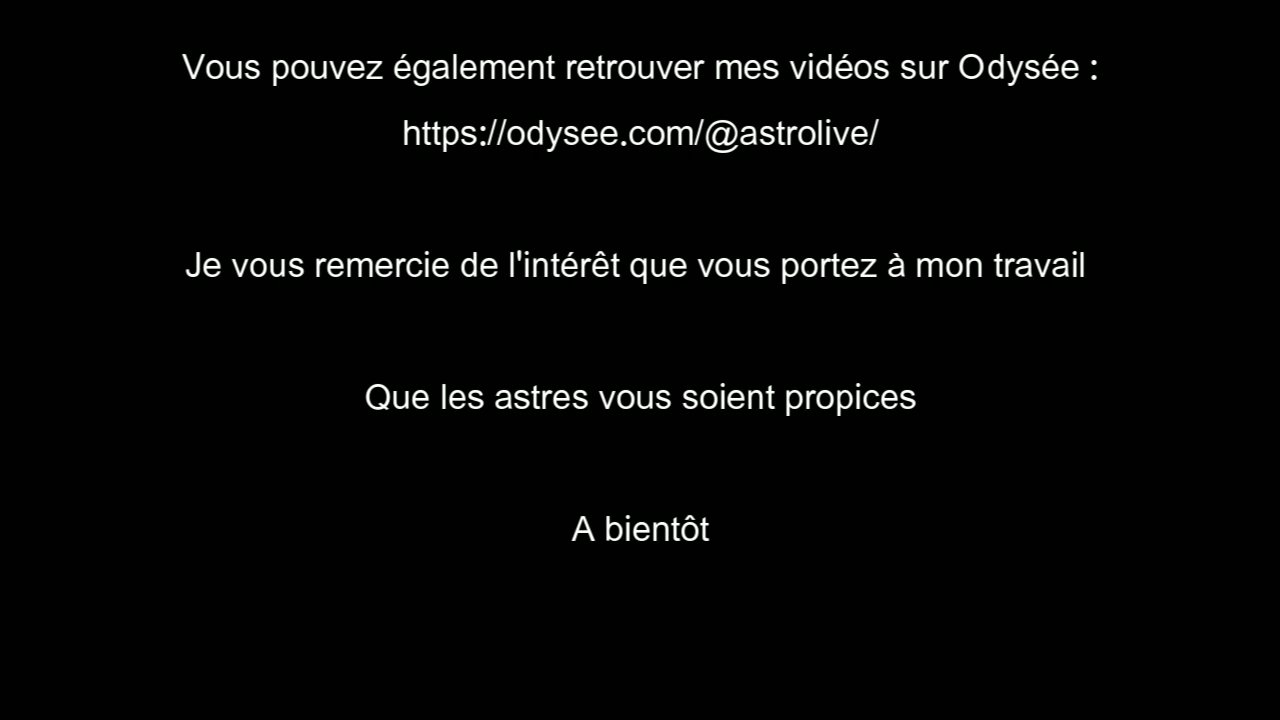 Vous pouvez également retrouver mes vidéos sur Odysée :
https://odysee.com/@astrolive/
Je vous remercie de l'intérêt que vous portez à mon travail
Que les astres vous soient propices
A bientôt